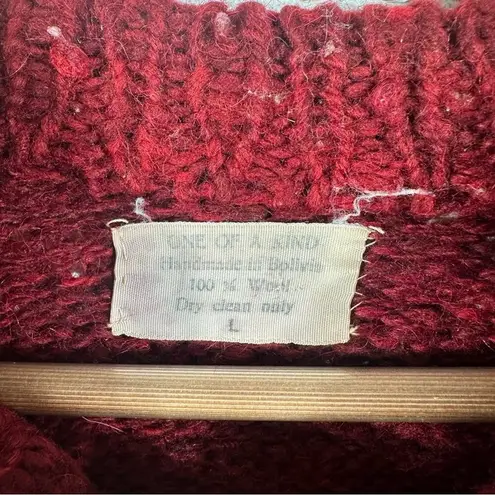 ONE OF A KIND
Handmade in Bolivia
100 % Wool
Dry clean only
L